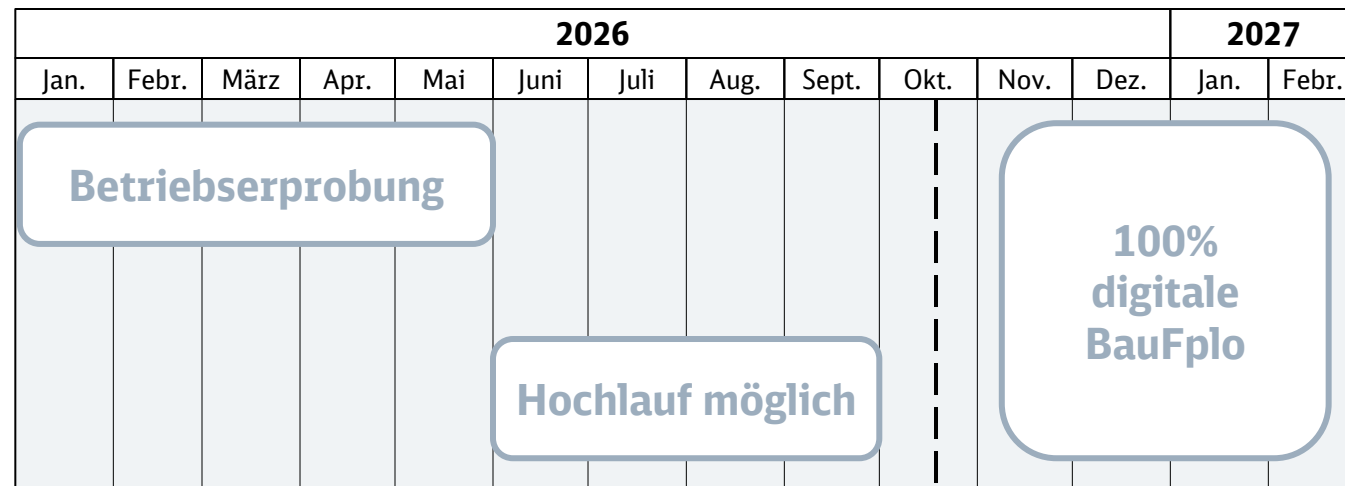 2026 2027
Jan. Febr. März Apr. Mai Juni Juli Aug. Sept. Okt. Nov. Dez. Jan. Febr.
Betriebserprobung
100%
digitale
BauFplo
Hochlauf möglich